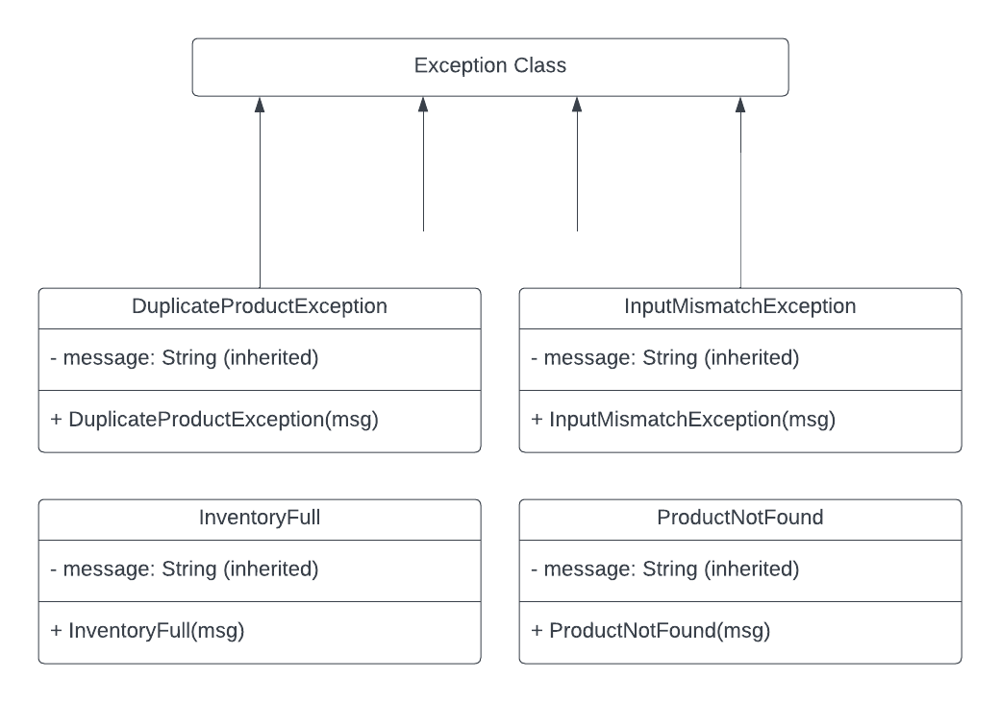 Exception Class
DuplicateProductException
- message: String (inherited)
+ DuplicateProductException(msg)
InputMismatchException
- message: String (inherited)
+ InputMismatchException(msg)
InventoryFull
- message: String (inherited)
+ InventoryFull(msg)
ProductNotFound
- message: String (inherited)
+ ProductNotFound(msg)